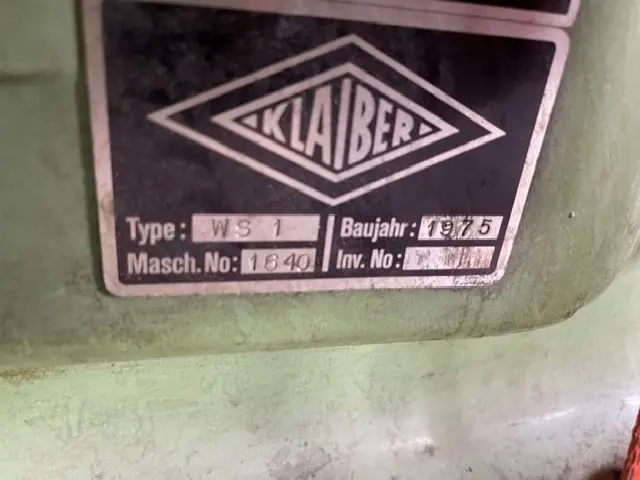 KLAIBER
Type: WS 1
Baujahr: 1975
Masch.No: 1640
Inv. No: